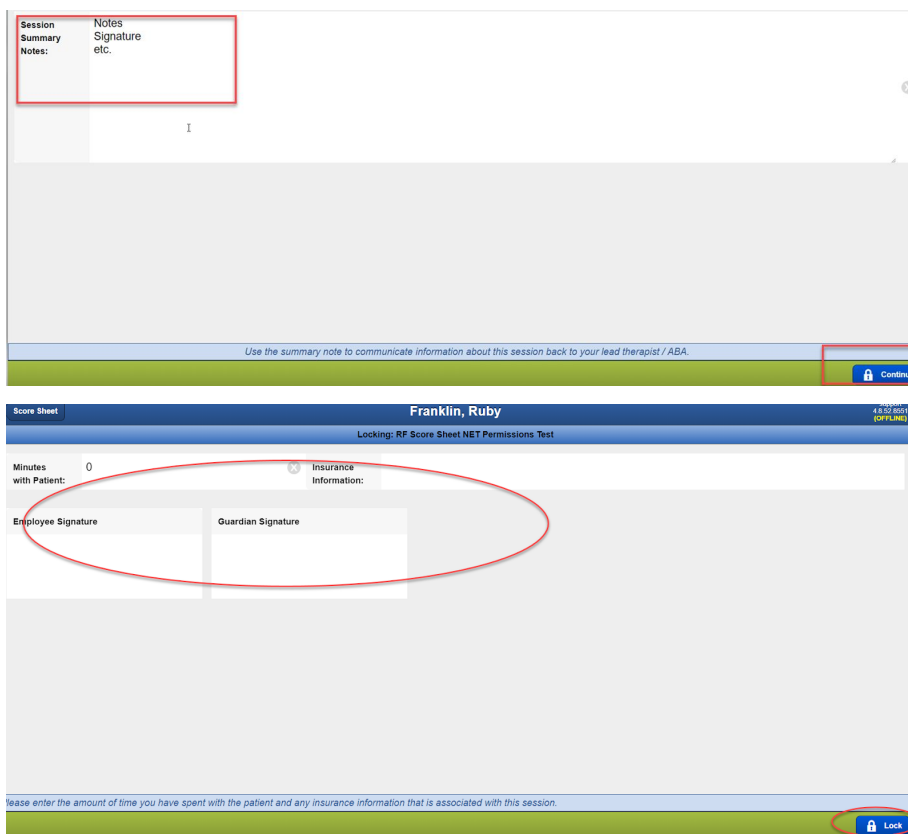 Session Summary Notes:
Notes
Signature
etc.
Use the summary note to communicate information about this session back to your lead therapist / ABA.
Continu
Score Sheet
Franklin, Ruby
Support
4.8.52.8551
(OFFLINE)
Locking: RF Score Sheet NET Permissions Test
Minutes with Patient:
0
Insurance Information:
Employee Signature
Guardian Signature
lease enter the amount of time you have spent with the patient and any insurance information that is associated with this session.
Lock